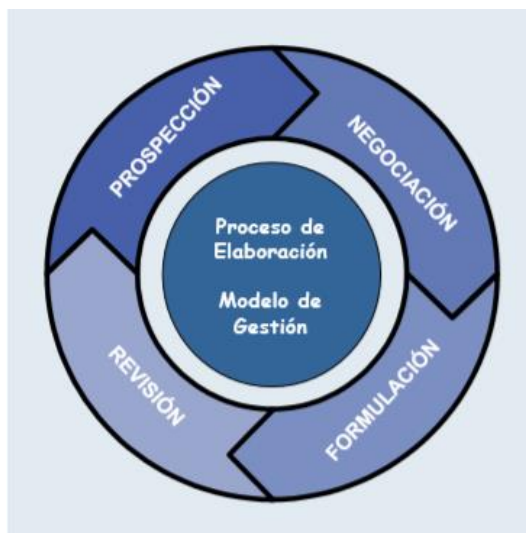 PROSPECCIÓN
NEGOCIACIÓN
Proceso de
Elaboración
Modelo de
Gestión
REVISIÓN
FORMULACIÓN